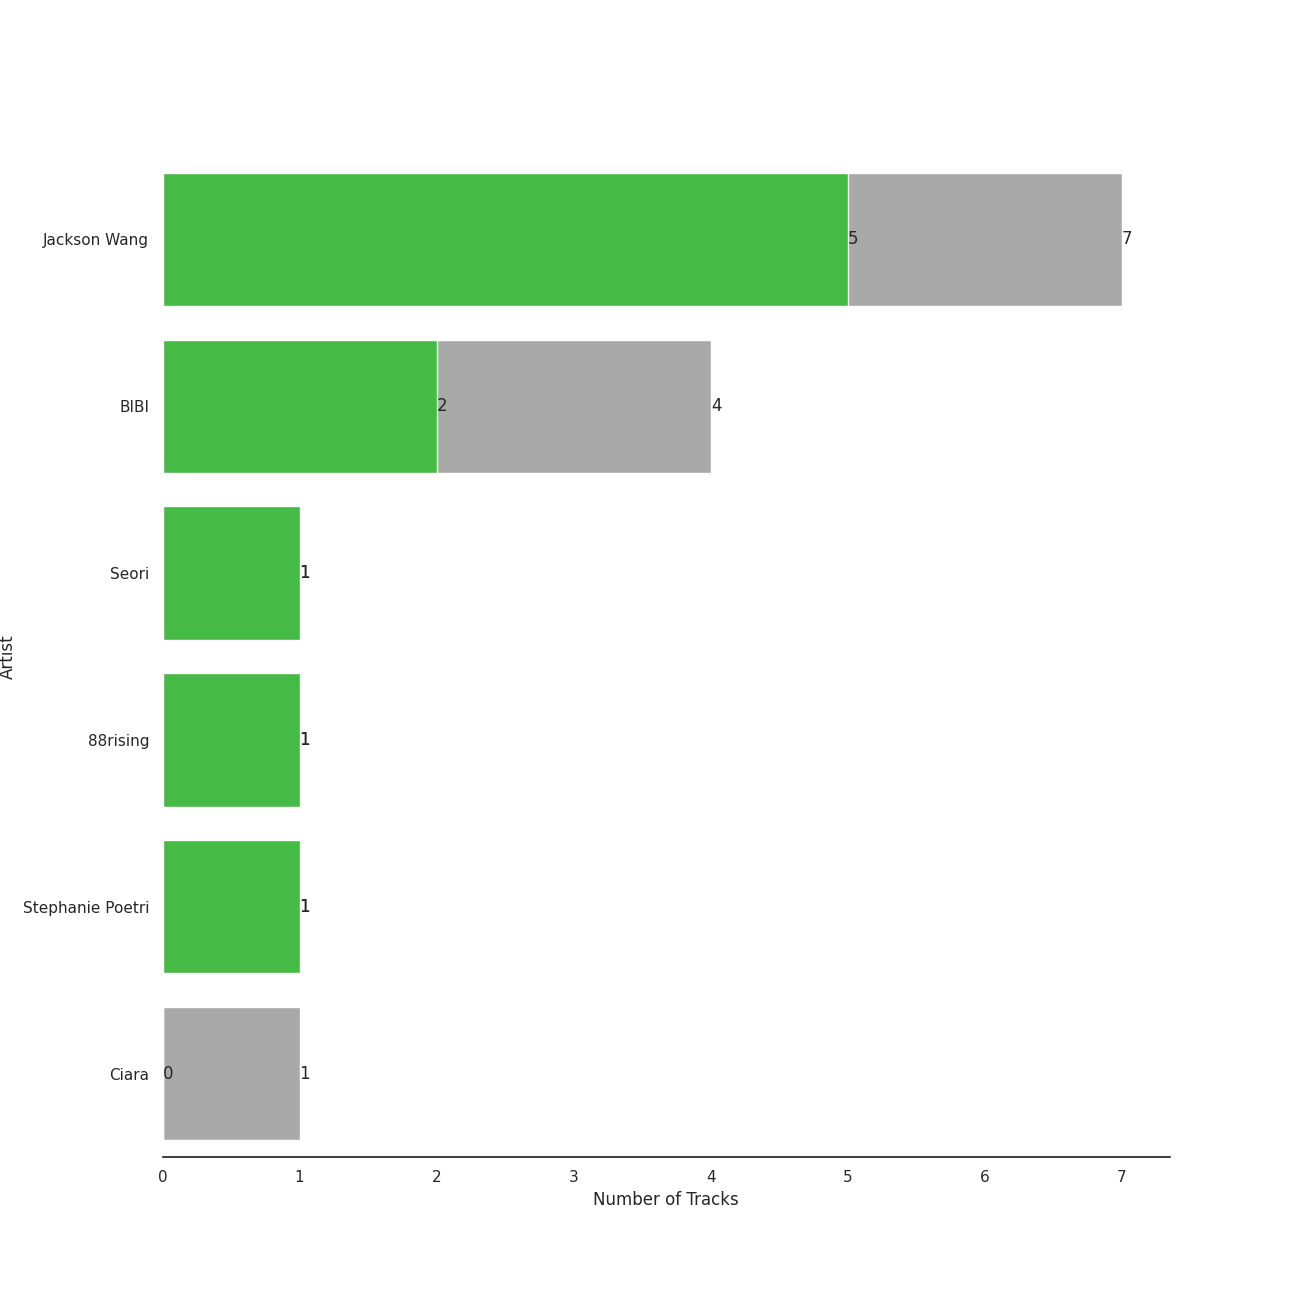 Jackson Wang 5 7
BIBI 2 4
Seori 1
88rising 1
Stephanie Poetri 1
Ciara 0 1
Artist
0 1 2 3 4 5 6 7
Number of Tracks